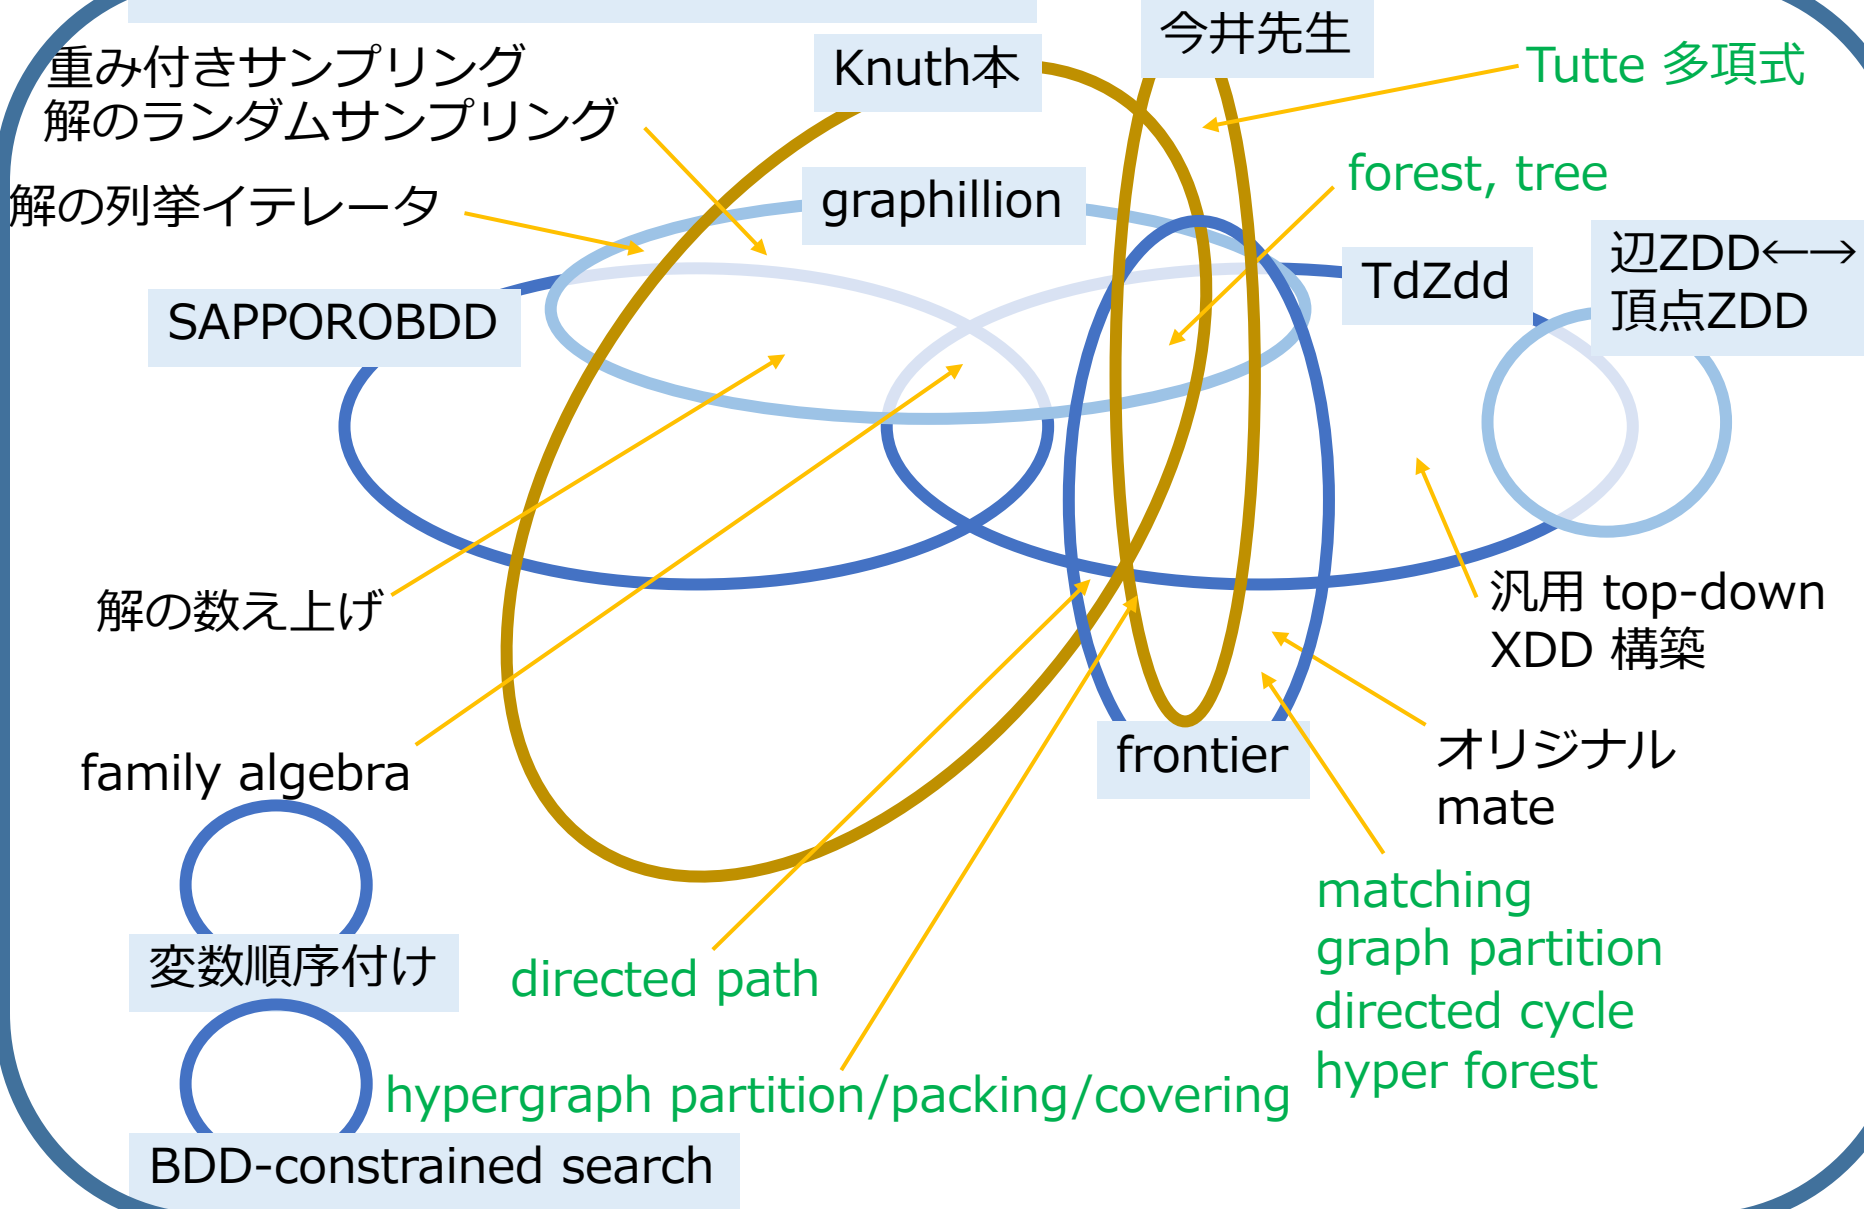 今井先生
重み付きサンプリング
解のランダムサンプリング
Knuth本
Tutte 多項式
forest, tree
解の列挙イテレータ
graphillion
辺ZDD←→
頂点ZDD
TdZdd
SAPPOROBDD
解の数え上げ
汎用 top-down
XDD 構築
family algebra
frontier
オリジナル
mate
matching
graph partition
directed cycle
hyper forest
変数順序付け
directed path
hypergraph partition/packing/covering
BDD-constrained search